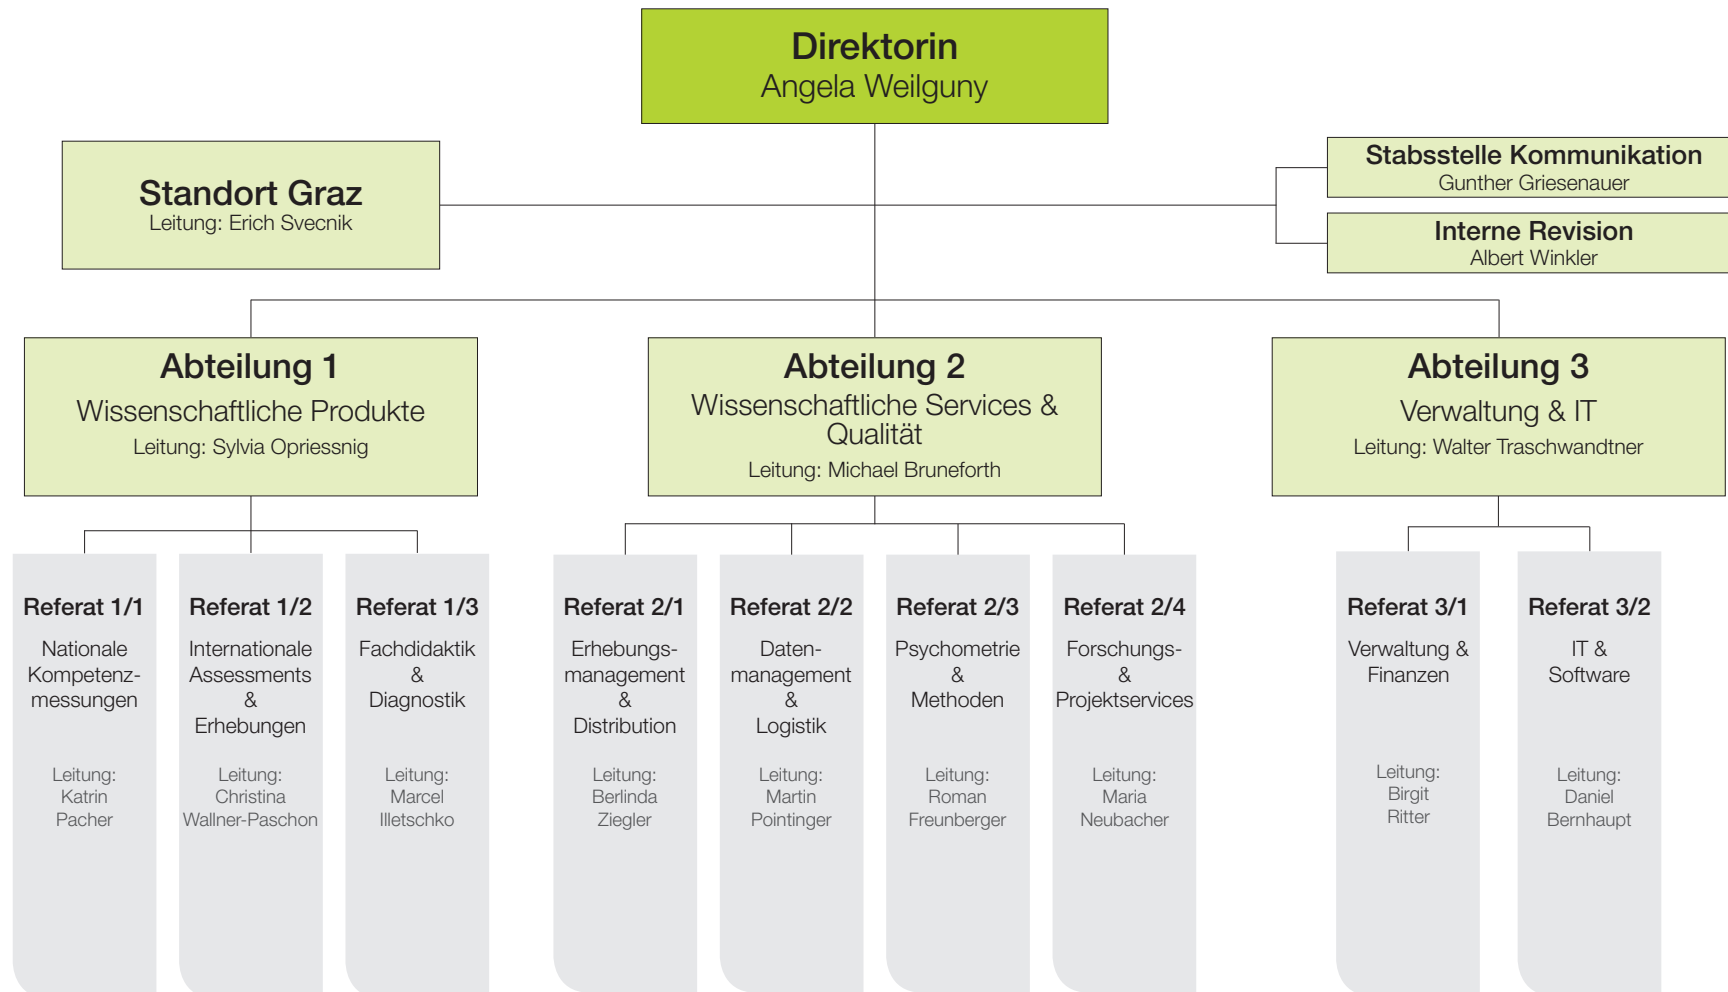 Direktorin
Angela Weilguny
Standort Graz
Leitung: Erich Svecnik
Stabsstelle Kommunikation
Gunther Griesenauer
Interne Revision
Albert Winkler
Abteilung 1
Wissenschaftliche Produkte
Leitung: Sylvia Opriessnig
Abteilung 2
Wissenschaftliche Services &
Qualität
Leitung: Michael Bruneforth
Abteilung 3
Verwaltung & IT
Leitung: Walter Traschwandtner
Referat 1/1
Nationale
Kompetenz-
messungen
Leitung:
Katrin
Pacher
Referat 1/2
Internationale
Assessments
&
Erhebungen
Leitung:
Christina
Wallner-Paschon
Referat 1/3
Fachdidaktik
&
Diagnostik
Leitung:
Marcel
Illetschko
Referat 2/1
Erhebungs-
management
&
Distribution
Leitung:
Berlinda
Ziegler
Referat 2/2
Daten-
management
&
Logistik
Leitung:
Martin
Pointinger
Referat 2/3
Psychometrie
&
Methoden
Leitung:
Roman
Freunberger
Referat 2/4
Forschungs-
&
Projektservices
Leitung:
Maria
Neubacher
Referat 3/1
Verwaltung &
Finanzen
Leitung:
Birgit
Ritter
Referat 3/2
IT &
Software
Leitung:
Daniel
Bernhaupt